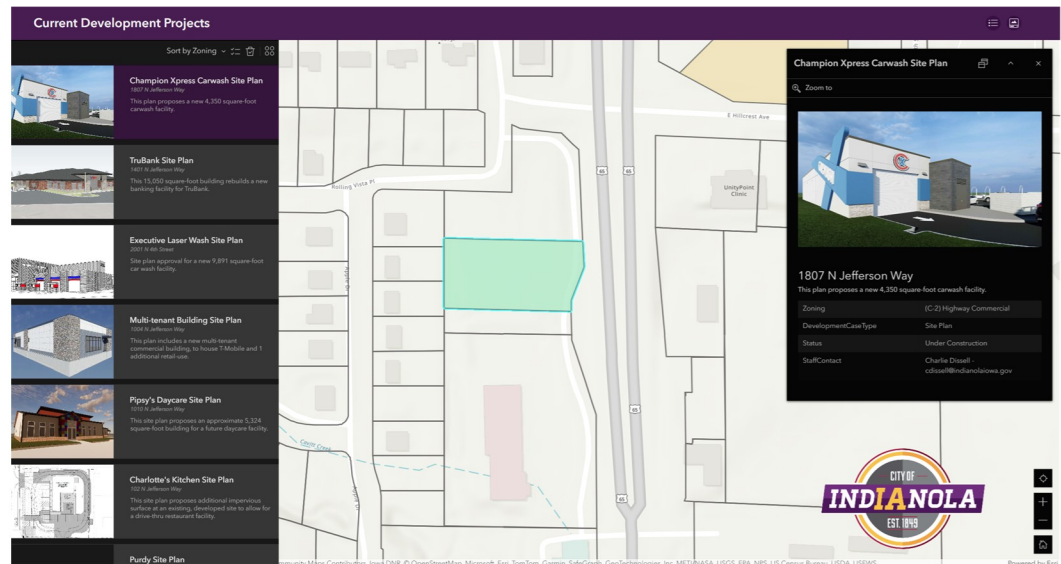 Current Development Projects
Sort by Zoning
Champion Xpress Carwash Site Plan
1807 N Jefferson Way
This plan proposes a new 4,350 square-foot
carwash facility.
TruBank Site Plan
1401 N Jefferson Way
This 15,050 square-foot building rebuilds a new
banking facility for TruBank.
Executive Laser Wash Site Plan
2001 N 4th Street
Site plan approval for a new 9,891 square-foot
car wash facility.
Multi-tenant Building Site Plan
1004 N Jefferson Way
This plan includes a new multi-tenant
commercial building, to house T-Mobile and 1
additional retail-use.
Pipsy's Daycare Site Plan
1010 N Jefferson Way
This site plan proposes an approximate 5,324
square-foot building for a future daycare facility.
Charlotte's Kitchen Site Plan
102 N Jefferson Way
This site plan proposes additional impervious
surface at an existing, developed site to allow for
a drive-thru restaurant facility.
Purdy Site Plan
Rolling Vista Pl
E Hillcrest Ave
UnityPoint
Clinic
65
65
65
65
Cavitt Creek
Champion Xpress Carwash Site Plan
Zoom to
1807 N Jefferson Way
This plan proposes a new 4,350 square-foot carwash facility.
Zoning (C-2) Highway Commercial
DevelopmentCaseType Site Plan
Status Under Construction
StaffContact Charlie Dissell -
cdissell@indianolaiowa.gov
CITY OF
INDIANOLA
EST. 1849
Powered by Esri